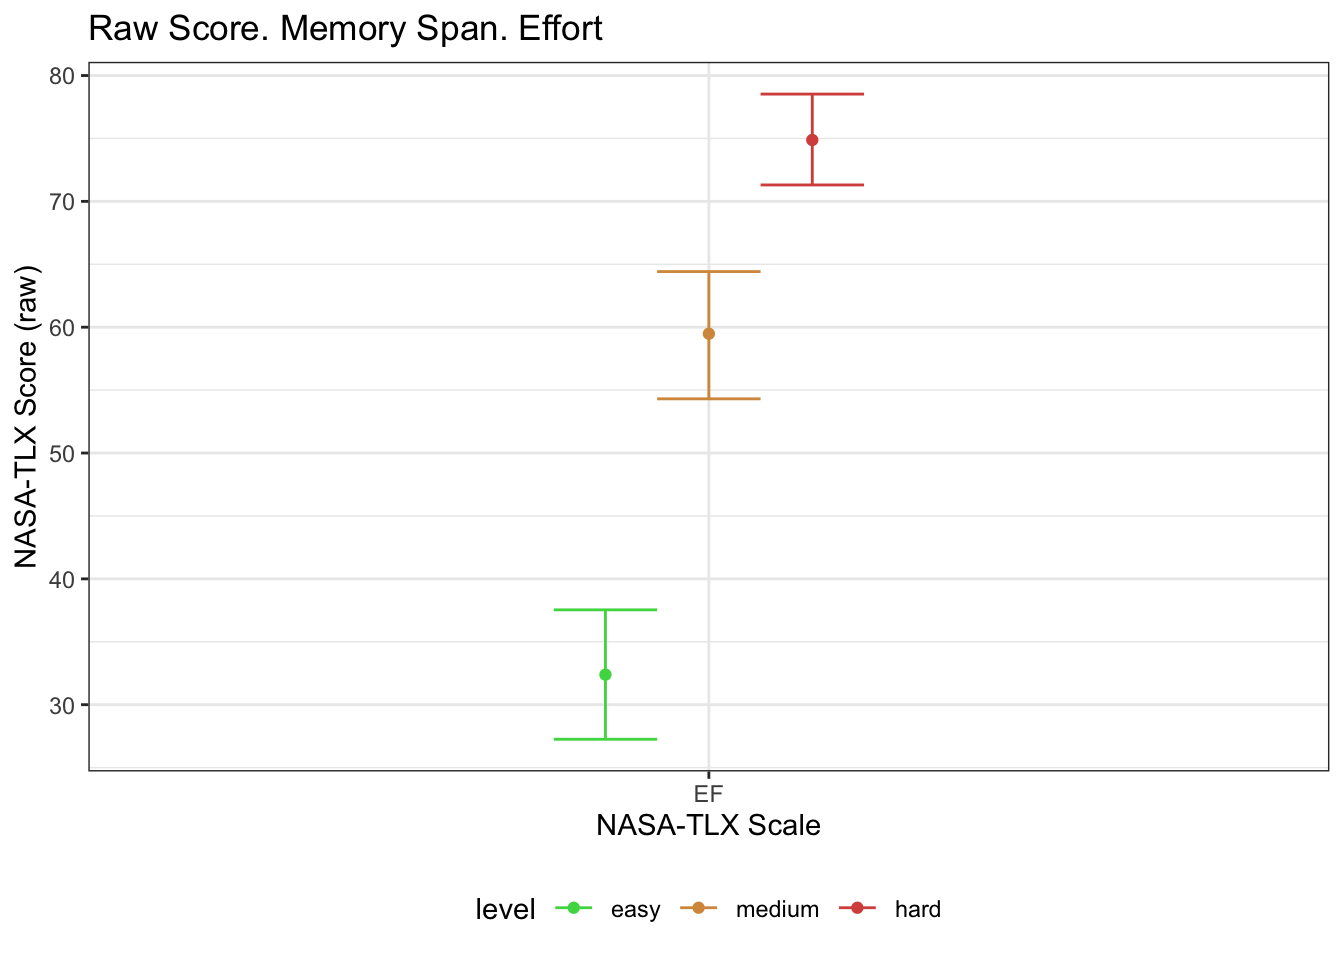 Raw Score. Memory Span. Effort
80
70
60
50
40
30
NASA-TLX Score (raw)
EF
NASA-TLX Scale
level easy medium hard